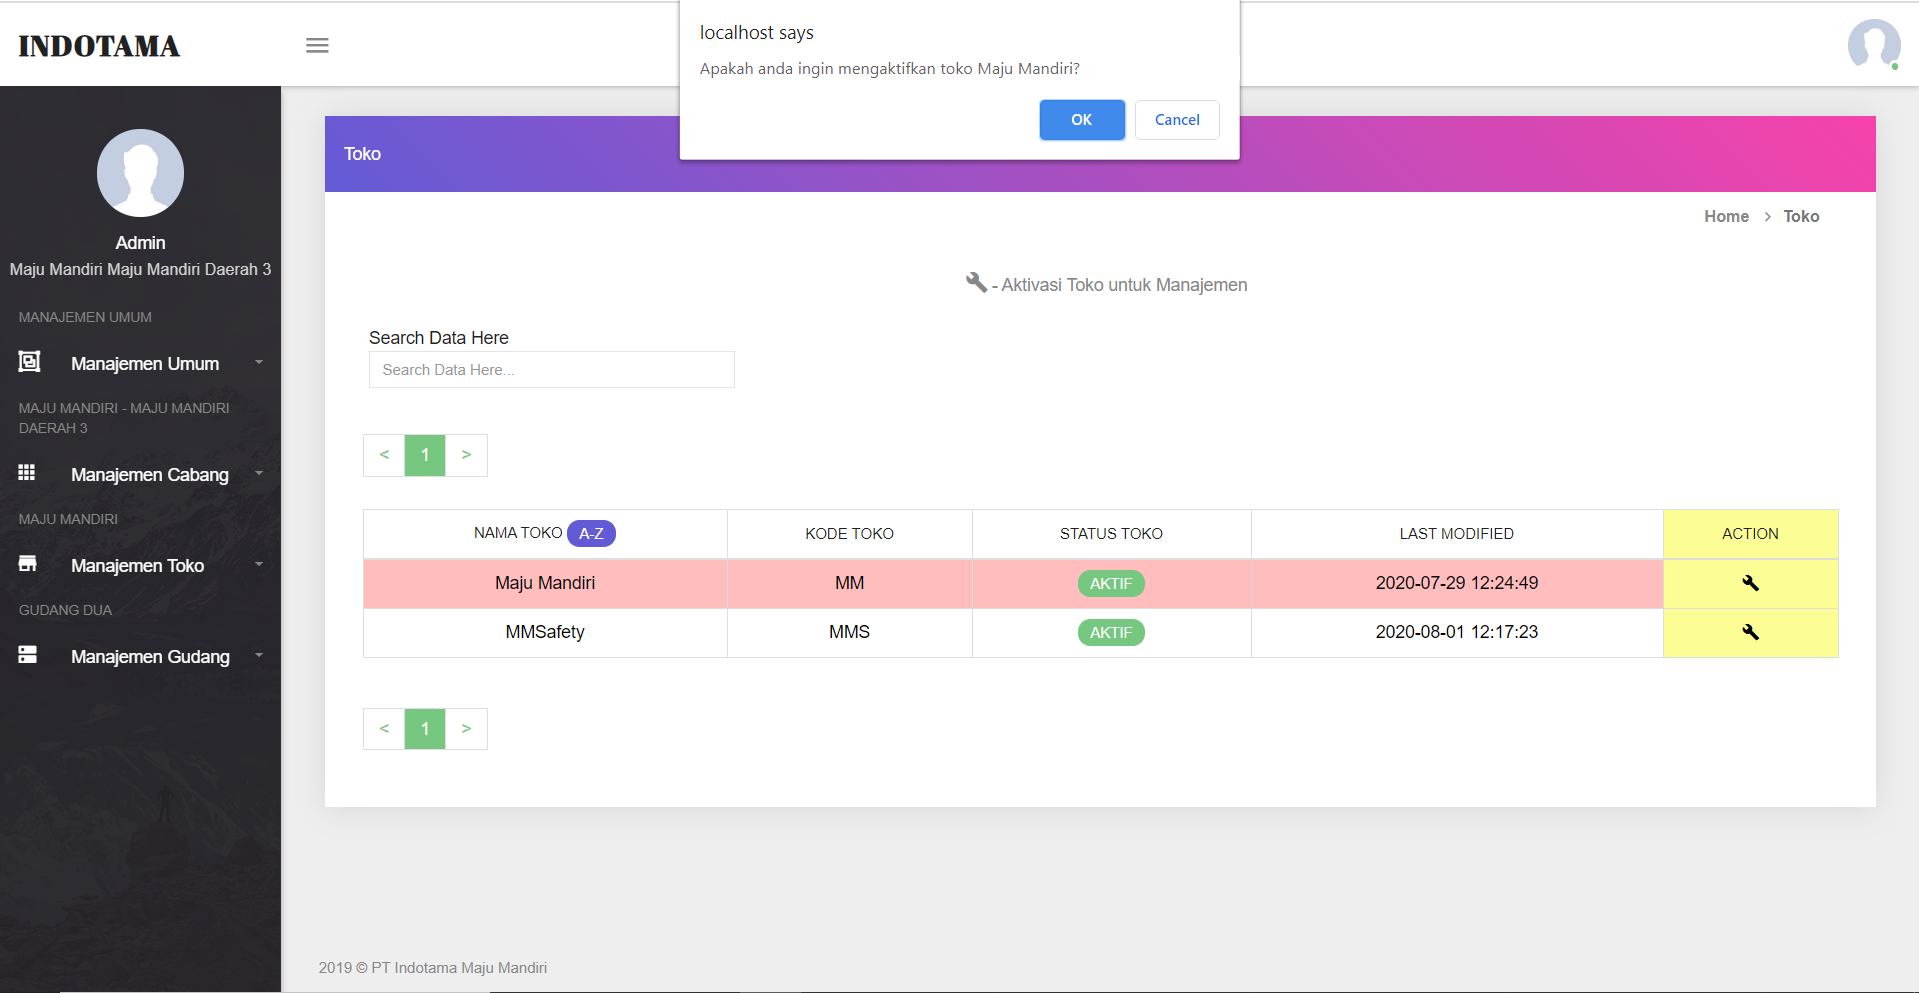 INDOTAMA
localhost says
Apakah anda ingin mengaktifkan toko Maju Mandiri?
OK
Cancel
Admin
Maju Mandiri Maju Mandiri Daerah 3
MANAJEMEN UMUM
Manajemen Umum
MAJU MANDIRI - MAJU MANDIRI
DAERAH 3
Manajemen Cabang
MAJU MANDIRI
Manajemen Toko
GUDANG DUA
Manajemen Gudang
Toko
Home > Toko
- Aktivasi Toko untuk Manajemen
Search Data Here
Search Data Here...
< 1 >
NAMA TOKO A-Z KODE TOKO STATUS TOKO LAST MODIFIED ACTION
Maju Mandiri MM AKTIF 2020-07-29 12:24:49
MMSafety MMS AKTIF 2020-08-01 12:17:23
< 1 >
2019 © PT Indotama Maju Mandiri